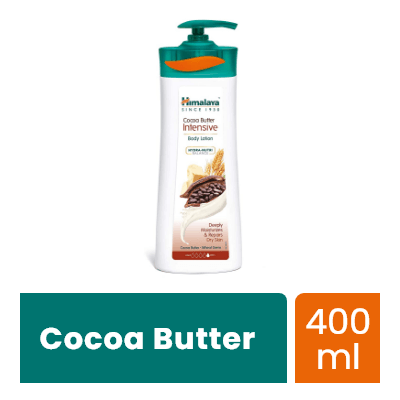 Himalaya
SINCE 1930
Cocoa Butter
Intensive
Body Lotion
Deeply
Moisturizes
& Repairs
Dry Skin
Cocoa Butter
400
ml